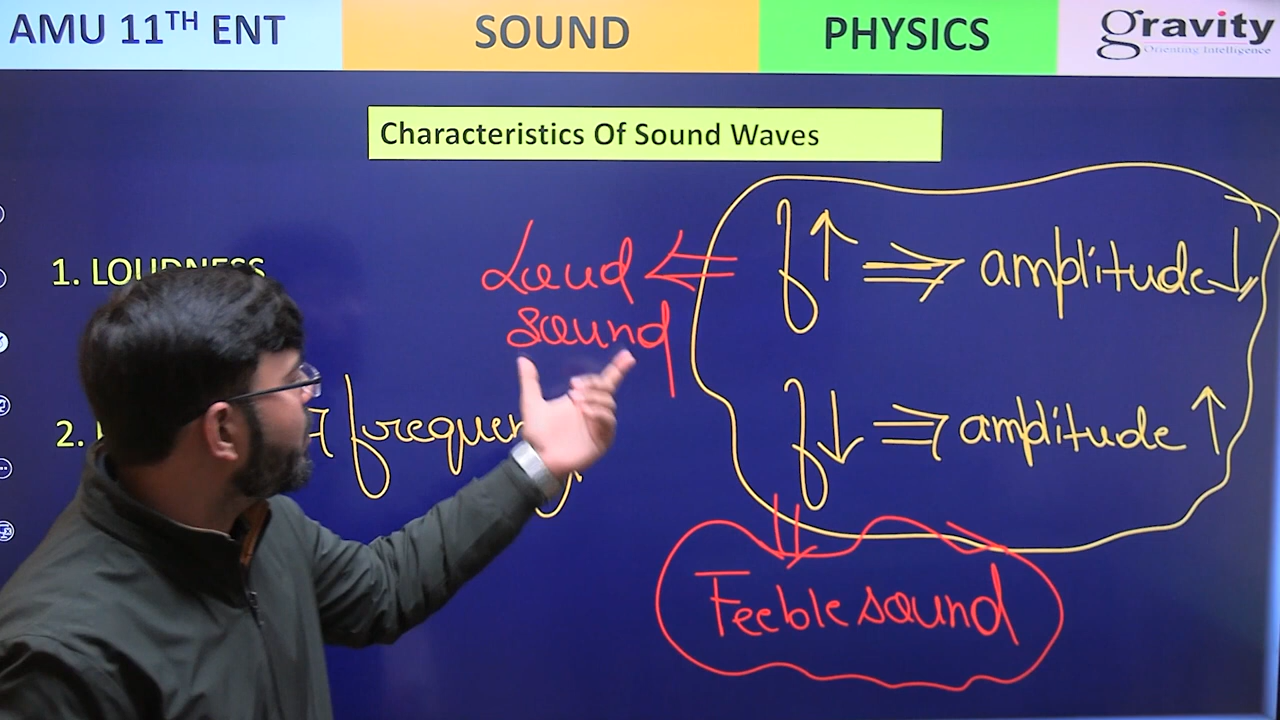 AMU 11TH ENT
SOUND
PHYSICS
gravity
Orienting Intelligence
Characteristics Of Sound Waves
1. LOUDNESS
Loud
sound
f↑ ⇒ amplitude↓
2.
f↓ ⇒ amplitude ↑
Feeble sound